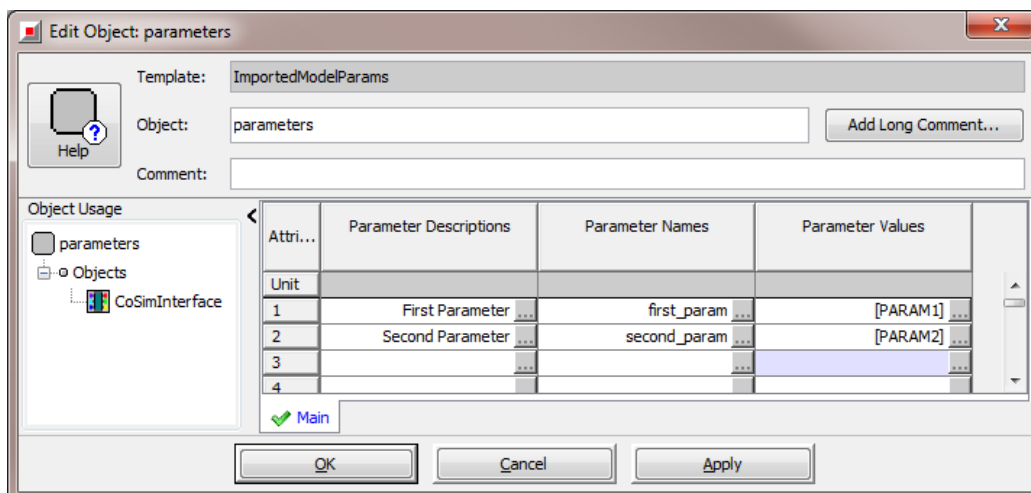 Edit Object: parameters
Template: ImportedModelParams
Help
?
Object: parameters Add Long Comment...
Comment:
Object Usage
parameters
Objects
CoSimInterface
Attri... Parameter Descriptions Parameter Names Parameter Values
Unit
1 First Parameter ... first_param ... [PARAM1] ...
2 Second Parameter ... second_param ... [PARAM2] ...
3 ... ... ...
4
Main
OK Cancel Apply